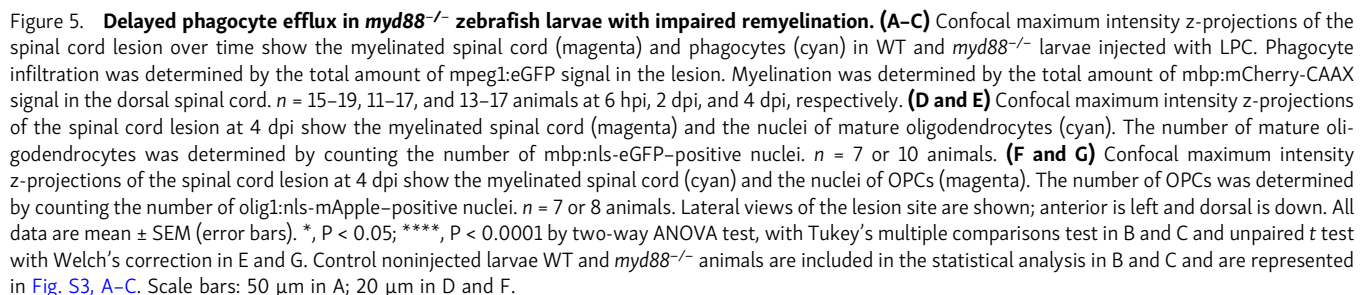 Figure 5. Delayed phagocyte efflux in myd88⁻/⁻ zebrafish larvae with impaired remyelination. (A–C) Confocal maximum intensity z-projections of the
spinal cord lesion over time show the myelinated spinal cord (magenta) and phagocytes (cyan) in WT and myd88⁻/⁻ larvae injected with LPC. Phagocyte
infiltration was determined by the total amount of mpeg1:eGFP signal in the lesion. Myelination was determined by the total amount of mbp:mCherry-CAAX
signal in the dorsal spinal cord. n = 15–19, 11–17, and 13–17 animals at 6 hpi, 2 dpi, and 4 dpi, respectively. (D and E) Confocal maximum intensity z-projections
of the spinal cord lesion at 4 dpi show the myelinated spinal cord (magenta) and the nuclei of mature oligodendrocytes (cyan). The number of mature oli-
godendrocytes was determined by counting the number of mbp:nls-eGFP–positive nuclei. n = 7 or 10 animals. (F and G) Confocal maximum intensity
z-projections of the spinal cord lesion at 4 dpi show the myelinated spinal cord (cyan) and the nuclei of OPCs (magenta). The number of OPCs was determined
by counting the number of olig1:nls-mApple–positive nuclei. n = 7 or 8 animals. Lateral views of the lesion site are shown; anterior is left and dorsal is down. All
data are mean ± SEM (error bars). *, P < 0.05; ****, P < 0.0001 by two-way ANOVA test, with Tukey's multiple comparisons test in B and C and unpaired t test
with Welch's correction in E and G. Control noninjected larvae WT and myd88⁻/⁻ animals are included in the statistical analysis in B and C and are represented
in Fig. S3, A–C. Scale bars: 50 µm in A; 20 µm in D and F.